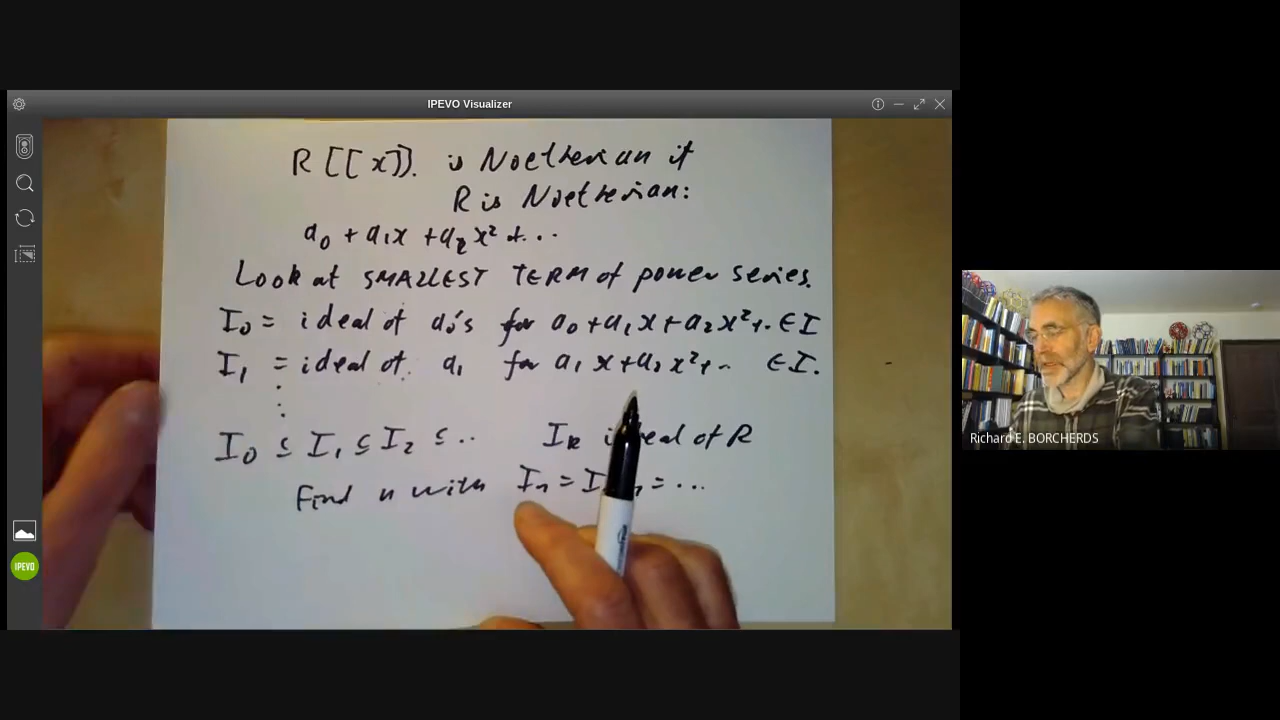 IPEVO Visualizer
R[[x]]. is Noetherian if
R is Noetherian:
a₀ + a₁x + a₂x² + ...
Look at SMALLEST TERM of power series.
I₀ = ideal of a₀'s for a₀+a₁x+a₂x²+.. ∈ I
I₁ = ideal of. a₁ for a₁x+a₂x²+.. ∈ I.
⋮
I₀ ⊆ I₁ ⊆ I₂ ⊆ .. I_R ideal of R
Find n with Iₙ = I = ...
IPEVO
Richard E. BORCHERDS